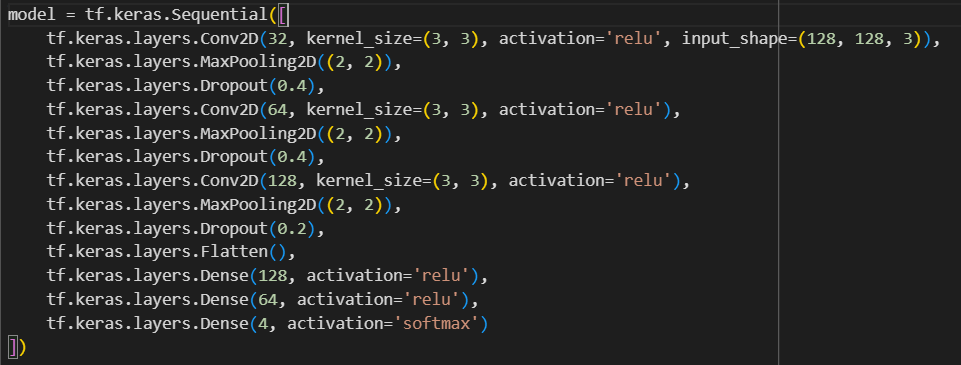 model = tf.keras.Sequential([
    tf.keras.layers.Conv2D(32, kernel_size=(3, 3), activation='relu', input_shape=(128, 128, 3)),
    tf.keras.layers.MaxPooling2D((2, 2)),
    tf.keras.layers.Dropout(0.4),
    tf.keras.layers.Conv2D(64, kernel_size=(3, 3), activation='relu'),
    tf.keras.layers.MaxPooling2D((2, 2)),
    tf.keras.layers.Dropout(0.4),
    tf.keras.layers.Conv2D(128, kernel_size=(3, 3), activation='relu'),
    tf.keras.layers.MaxPooling2D((2, 2)),
    tf.keras.layers.Dropout(0.2),
    tf.keras.layers.Flatten(),
    tf.keras.layers.Dense(128, activation='relu'),
    tf.keras.layers.Dense(64, activation='relu'),
    tf.keras.layers.Dense(4, activation='softmax')
])